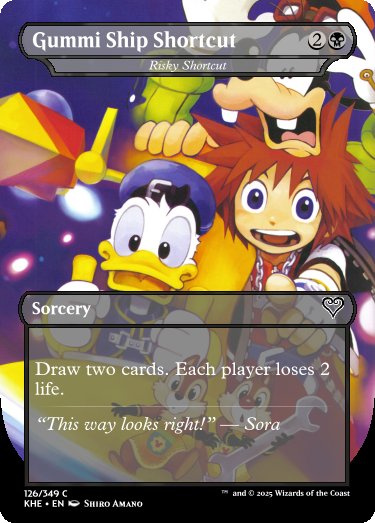 Gummi Ship Shortcut 2
Risky Shortcut
Sorcery
Draw two cards. Each player loses 2
life.
“This way looks right!” — Sora
126/349 C
KHE • EN Shiro Amano
™ and © 2025 Wizards of the Coast